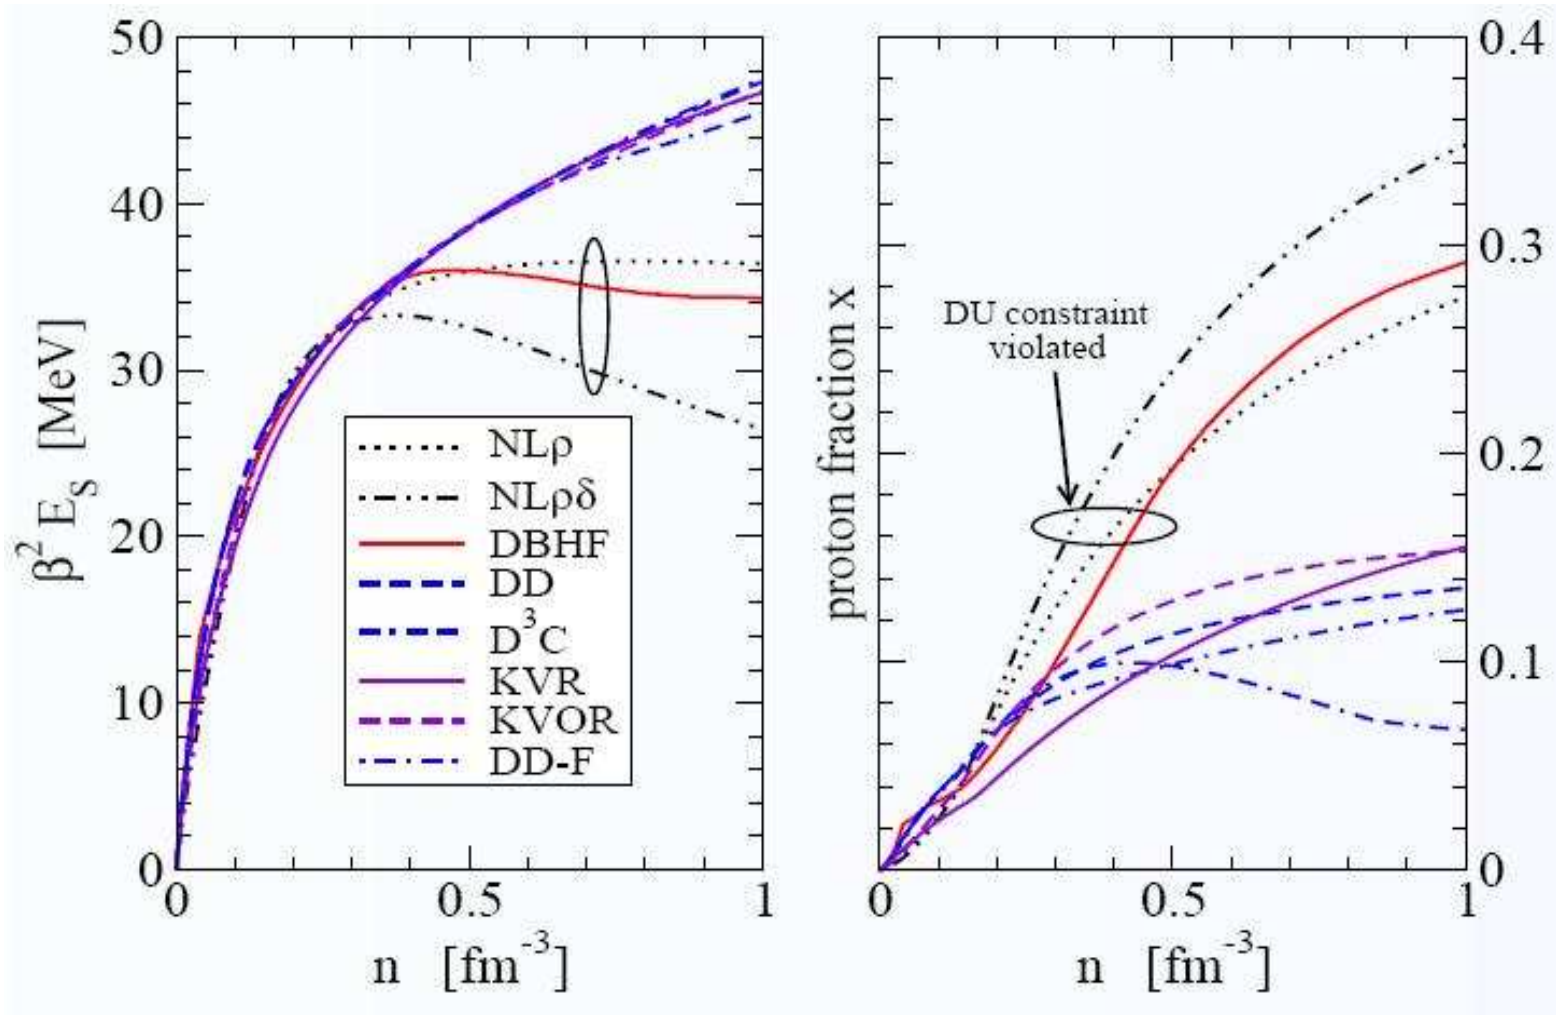 50
40
30
20
10
0
β² E_S [MeV]
NLρ
NLρδ
DBHF
DD
D³C
KVR
KVOR
DD-F
0 0.5 1
n [fm⁻³]
0.4
0.3
0.2
0.1
0
proton fraction x
DU constraint
violated
0 0.5 1
n [fm⁻³]